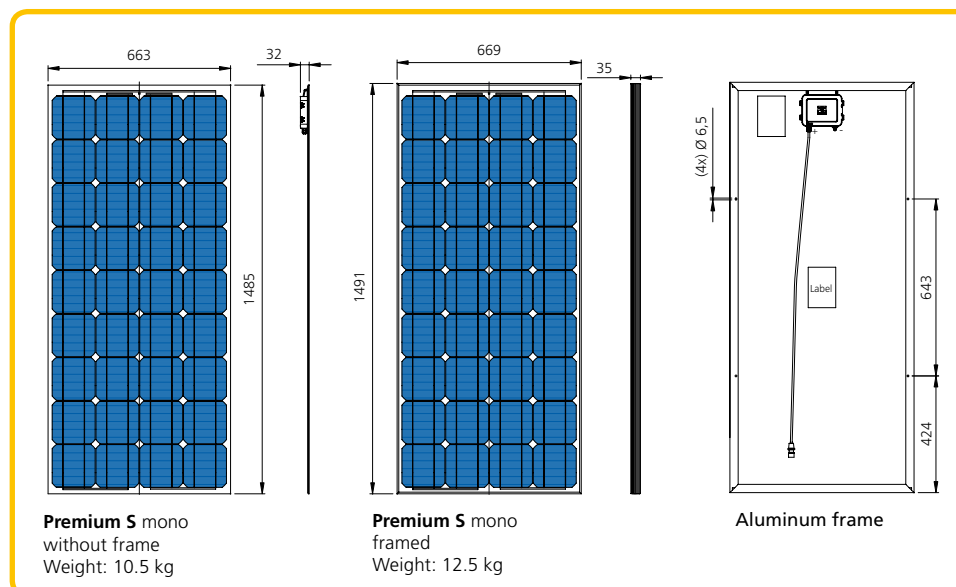 663
32
1485
Premium S mono
without frame
Weight: 10.5 kg
669
35
1491
Premium S mono
framed
Weight: 12.5 kg
(4x) Ø 6,5
+ -
Label
643
424
Aluminum frame